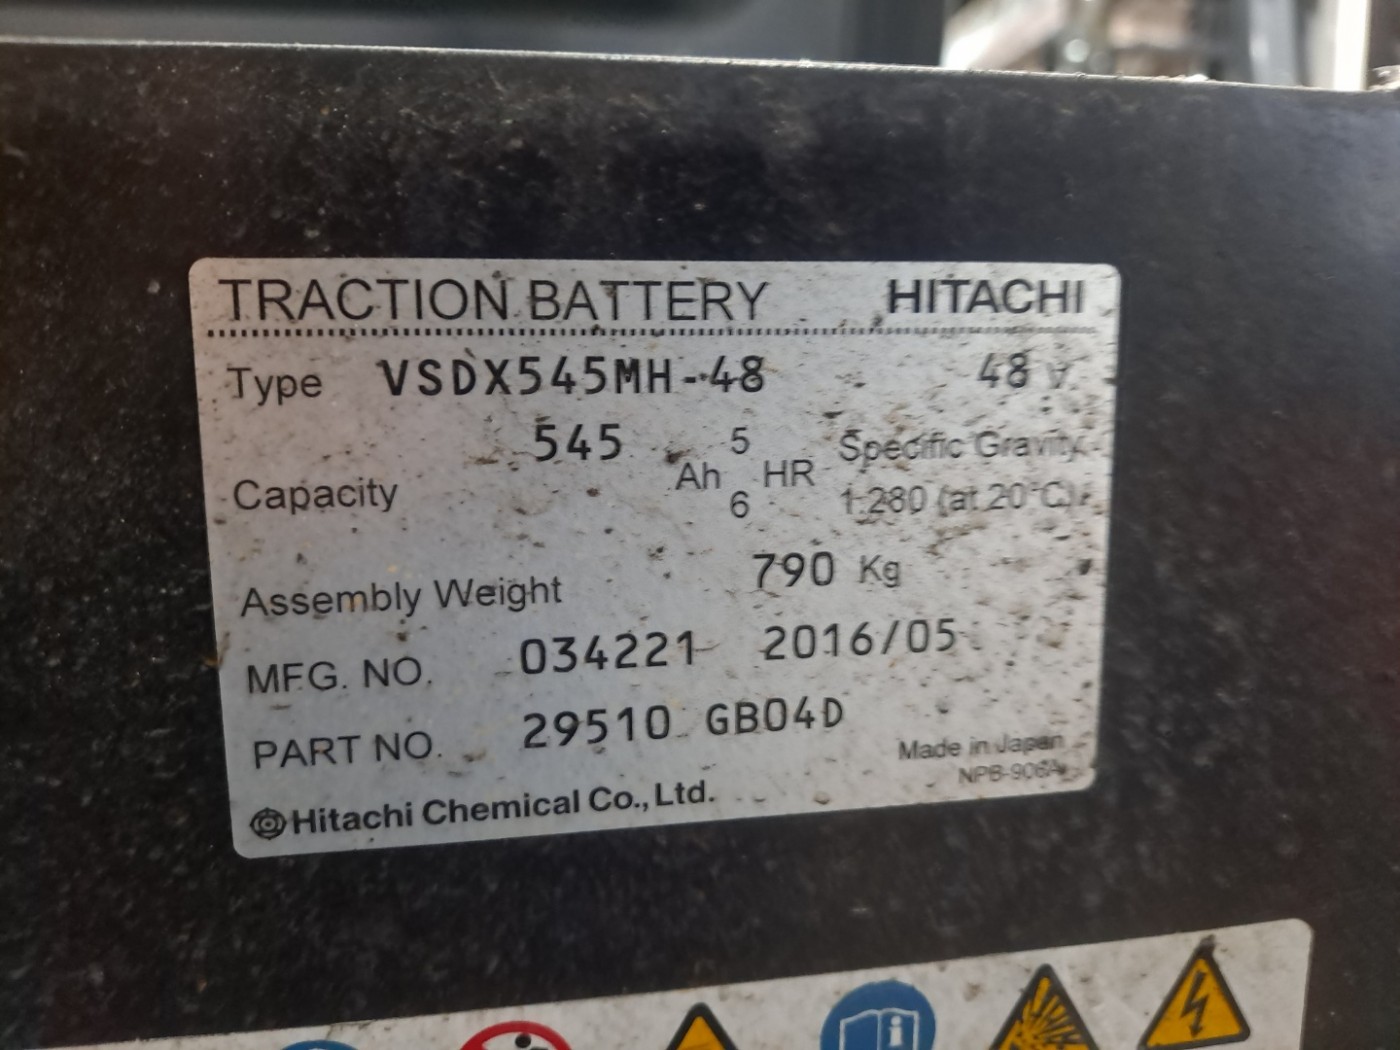 TRACTION BATTERY HITACHI
Type VSDX545MH-48 48 V
545 5
Capacity Ah HR Specific Gravity
6 1.280 (at 20°C)
Assembly Weight 790 Kg
MFG. NO. 034221 2016/05
PART NO. 29510 GB04D
Made in Japan
NPB-906A
Hitachi Chemical Co., Ltd.